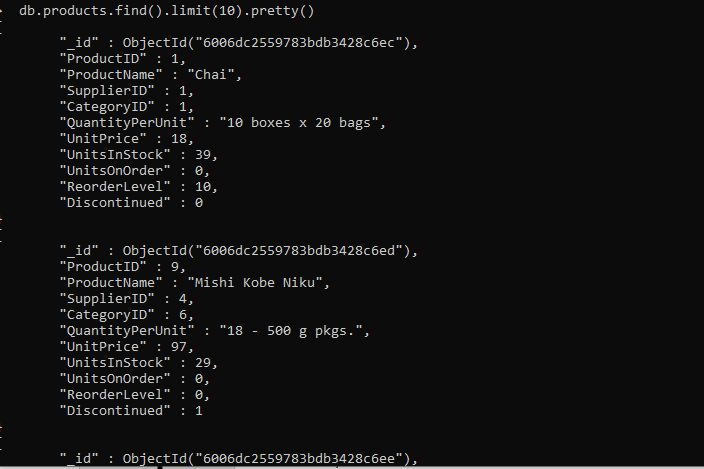 db.products.find().limit(10).pretty()
"_id" : ObjectId("6006dc2559783bdb3428c6ec"),
"ProductID" : 1,
"ProductName" : "Chai",
"SupplierID" : 1,
"CategoryID" : 1,
"QuantityPerUnit" : "10 boxes x 20 bags",
"UnitPrice" : 18,
"UnitsInStock" : 39,
"UnitsOnOrder" : 0,
"ReorderLevel" : 10,
"Discontinued" : 0
"_id" : ObjectId("6006dc2559783bdb3428c6ed"),
"ProductID" : 9,
"ProductName" : "Mishi Kobe Niku",
"SupplierID" : 4,
"CategoryID" : 6,
"QuantityPerUnit" : "18 - 500 g pkgs.",
"UnitPrice" : 97,
"UnitsInStock" : 29,
"UnitsOnOrder" : 0,
"ReorderLevel" : 0,
"Discontinued" : 1
"_id" : ObjectId("6006dc2559783bdb3428c6ee"),